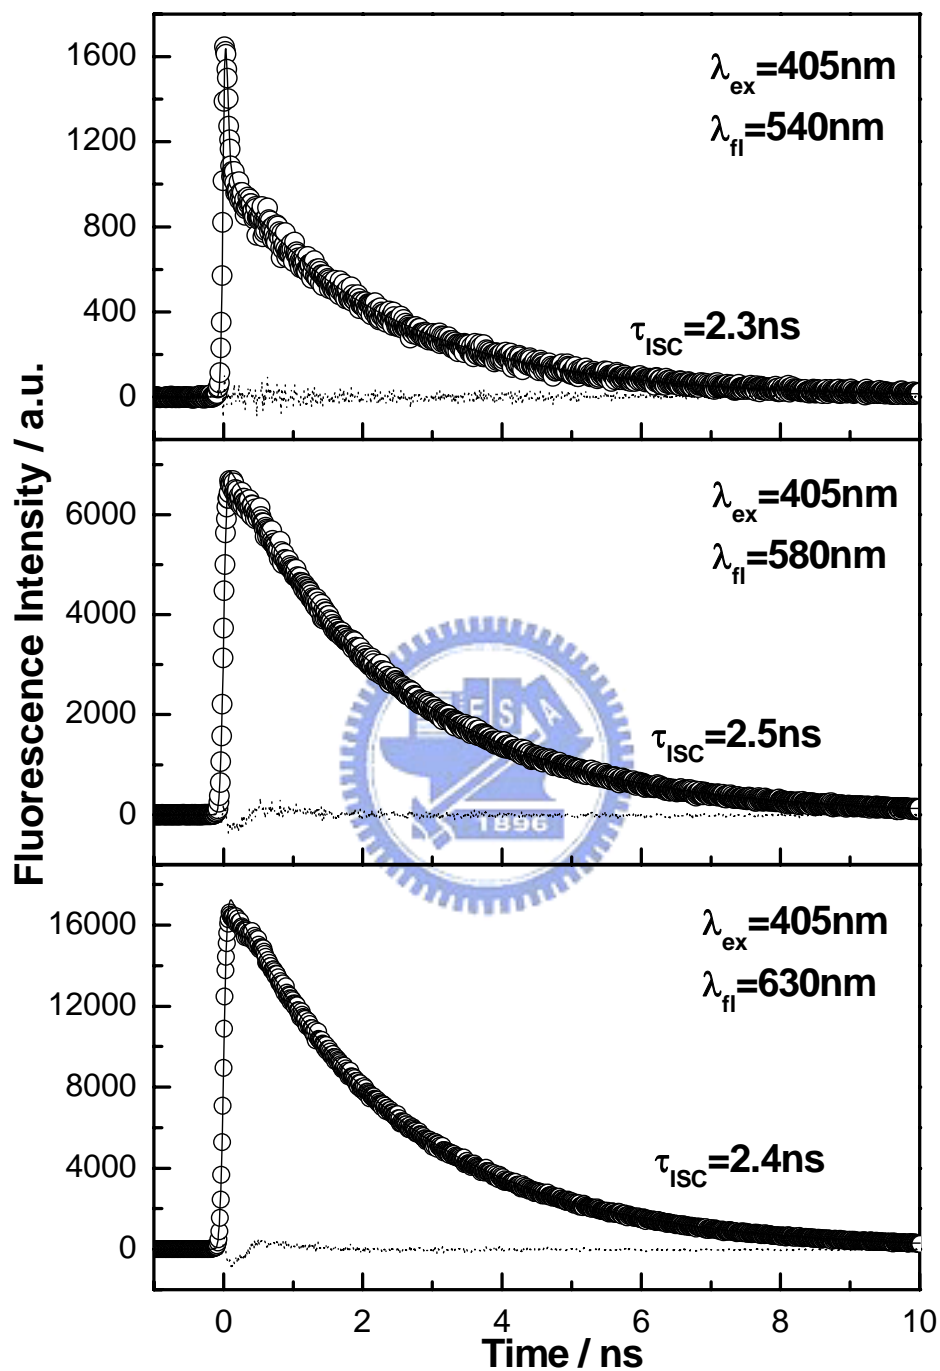 Fluorescence Intensity / a.u.
1600
1200
800
400
0
λex=405nm
λfl=540nm
τISC=2.3ns
6000
4000
2000
0
λex=405nm
λfl=580nm
τISC=2.5ns
E S A
1896
16000
12000
8000
4000
0
λex=405nm
λfl=630nm
τISC=2.4ns
0 2 4 6 8 10
Time / ns